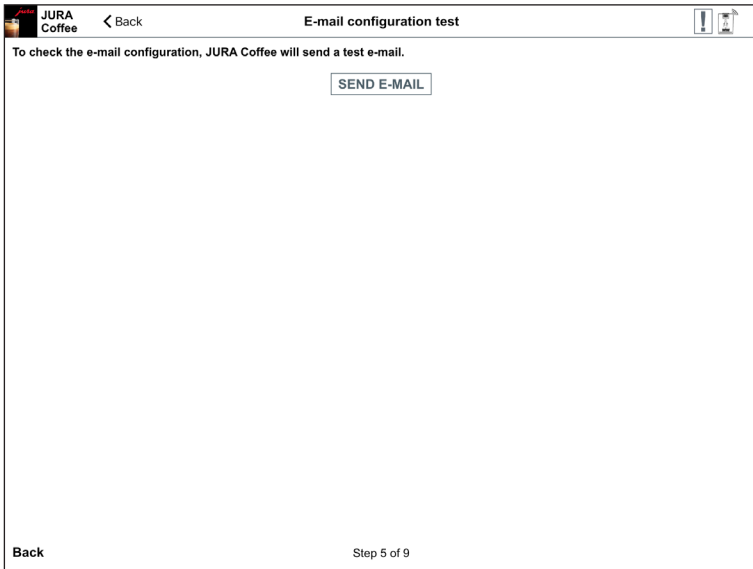 jura
JURA
Coffee
Back
E-mail configuration test
!
To check the e-mail configuration, JURA Coffee will send a test e-mail.
SEND E-MAIL
Back
Step 5 of 9